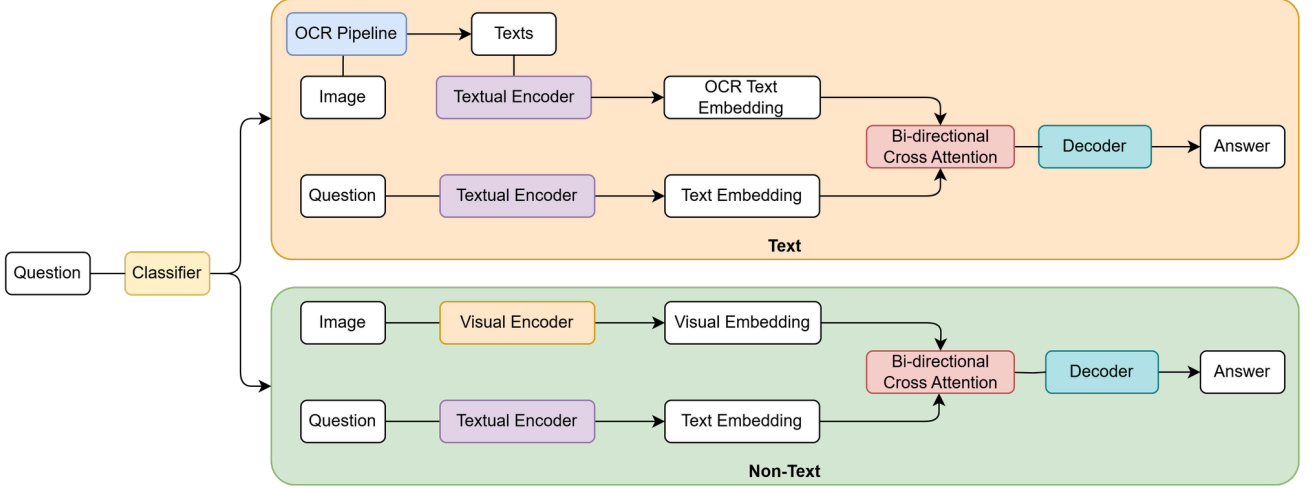 OCR Pipeline
Texts
Image
Textual Encoder
OCR Text
Embedding
Bi-directional
Cross Attention
Decoder
Answer
Question
Textual Encoder
Text Embedding
Text
Question
Classifier
Image
Visual Encoder
Visual Embedding
Bi-directional
Cross Attention
Decoder
Answer
Question
Textual Encoder
Text Embedding
Non-Text